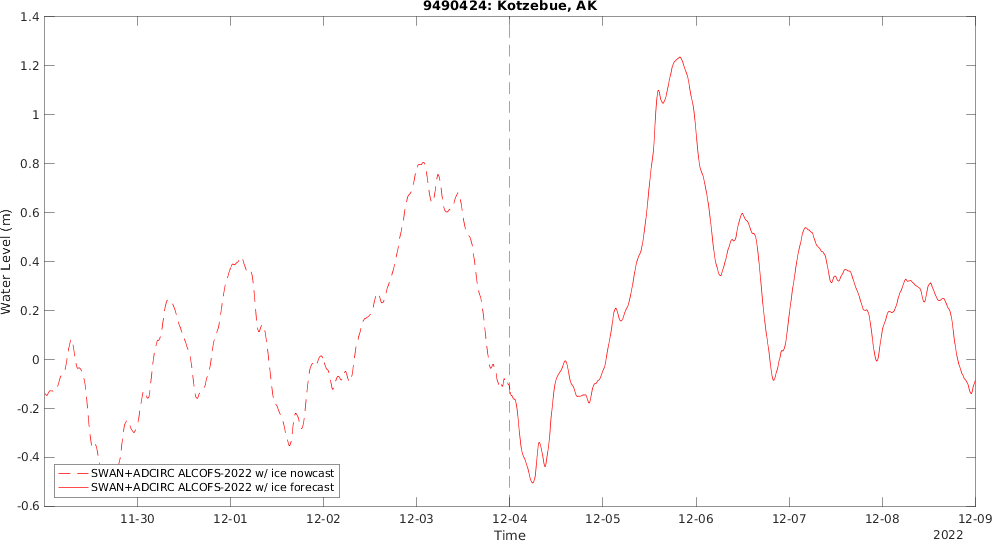 9490424: Kotzebue, AK
1.4
1.2
1
0.8
0.6
0.4
0.2
0
-0.2
-0.4
-0.6
Water Level (m)
SWAN+ADCIRC ALCOFS-2022 w/ ice nowcast
SWAN+ADCIRC ALCOFS-2022 w/ ice forecast
11-30 12-01 12-02 12-03 12-04 12-05 12-06 12-07 12-08 12-09
Time
2022